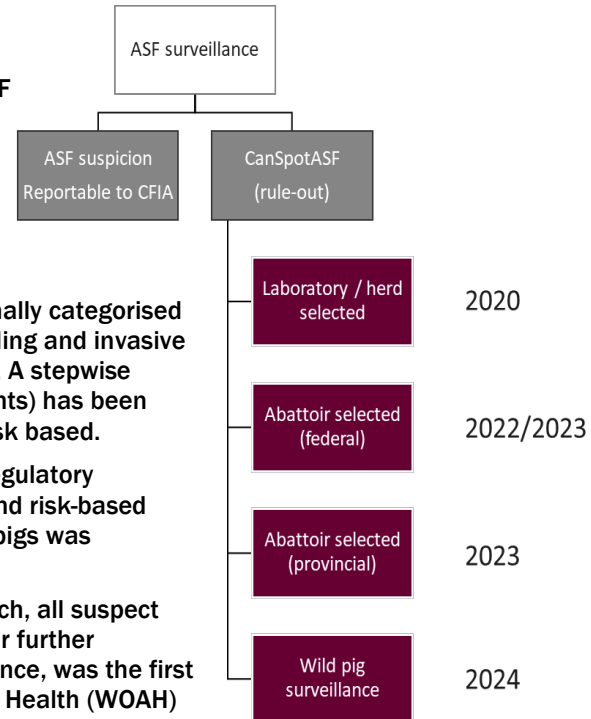 ASF surveillance
F
ASF suspicion
Reportable to CFIA
CanSpotASF
(rule-out)
nally categorised
ling and invasive
. A stepwise
nts) has been
sk based.
egulatory
nd risk-based
pigs was
ch, all suspect
r further
nce, was the first
Health (WOAH)
Laboratory / herd
selected
2020
Abattoir selected
(federal)
2022/2023
Abattoir selected
(provincial)
2023
Wild pig
surveillance
2024